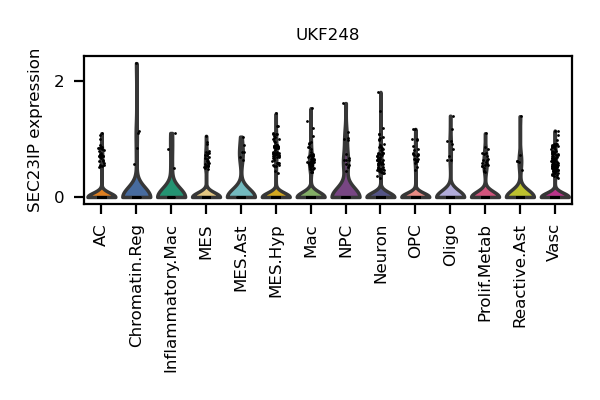 UKF248
SEC23IP expression
2
0
AC
Chromatin.Reg
Inflammatory.Mac
MES
MES.Ast
MES.Hyp
Mac
NPC
Neuron
OPC
Oligo
Prolif.Metab
Reactive.Ast
Vasc